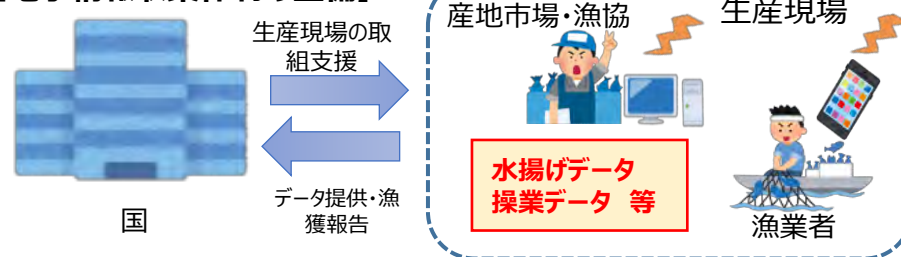 産地市場・漁協
生産現場
生産現場の取
組支援
水揚げデータ
操業データ 等
データ提供・漁
獲報告
国
漁業者